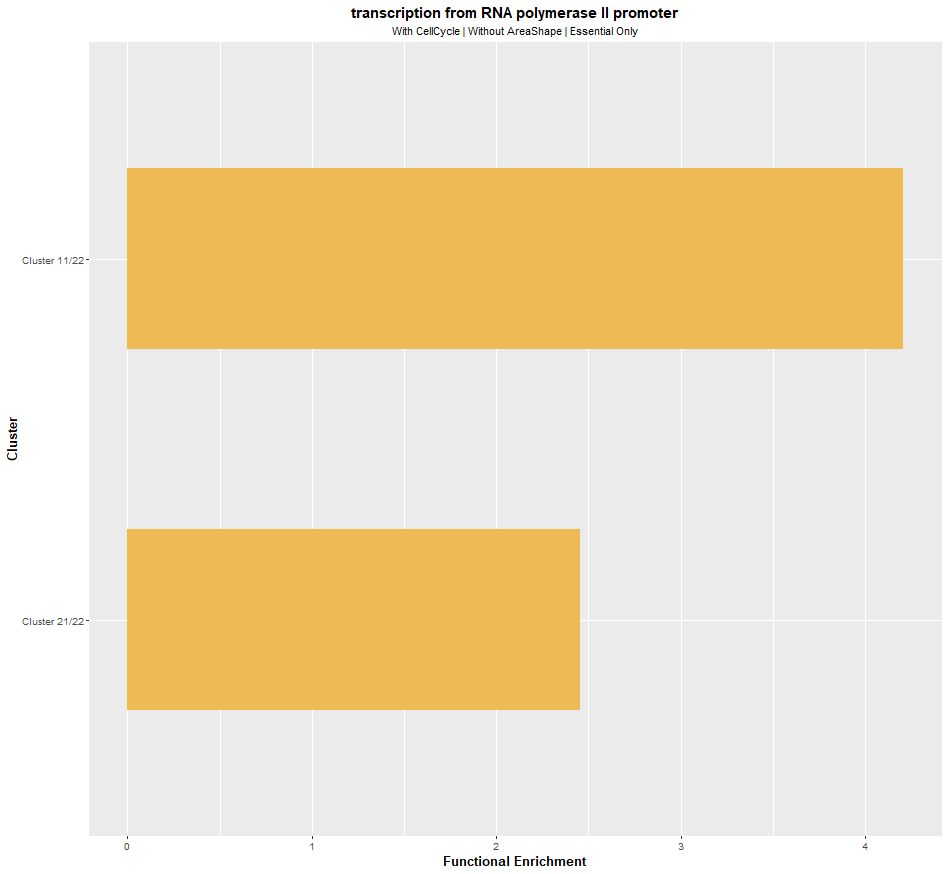 transcription from RNA polymerase II promoter
With CellCycle | Without AreaShape | Essential Only
Cluster
Cluster 11/22
Cluster 21/22
0 1 2 3 4
Functional Enrichment